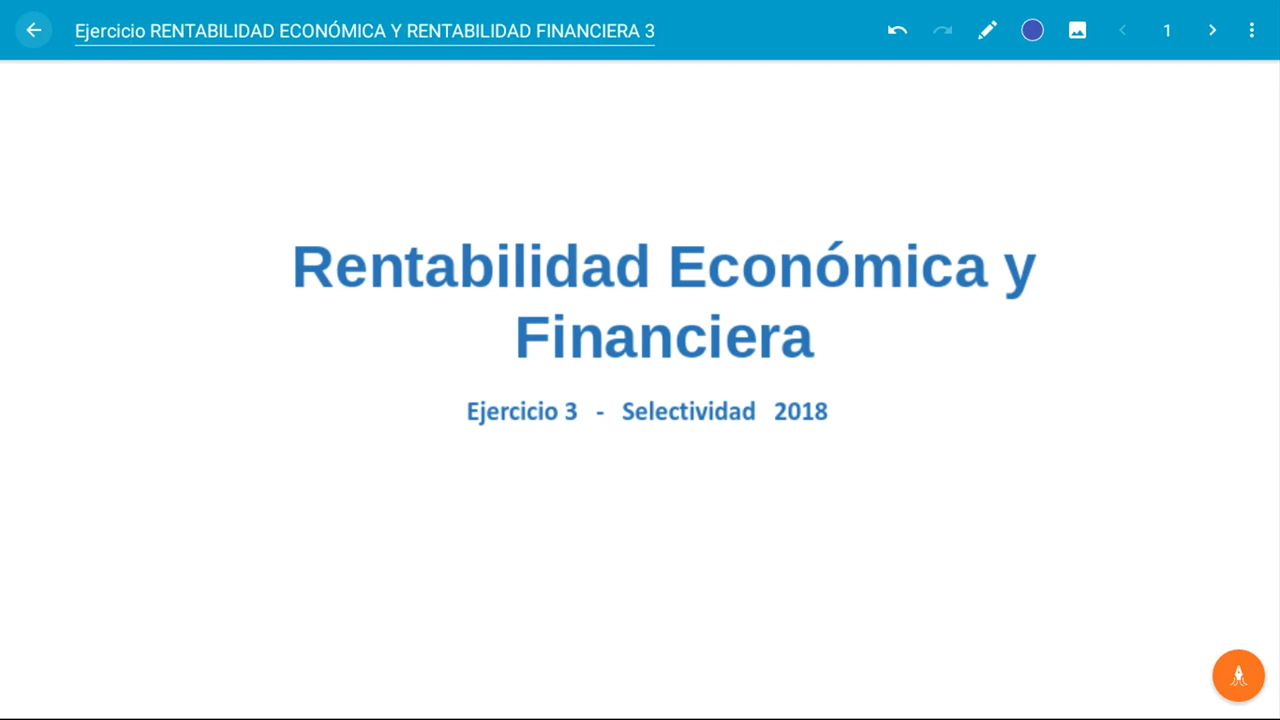 Ejercicio RENTABILIDAD ECONÓMICA Y RENTABILIDAD FINANCIERA 3
1
Rentabilidad Económica y
Financiera
Ejercicio 3 - Selectividad 2018